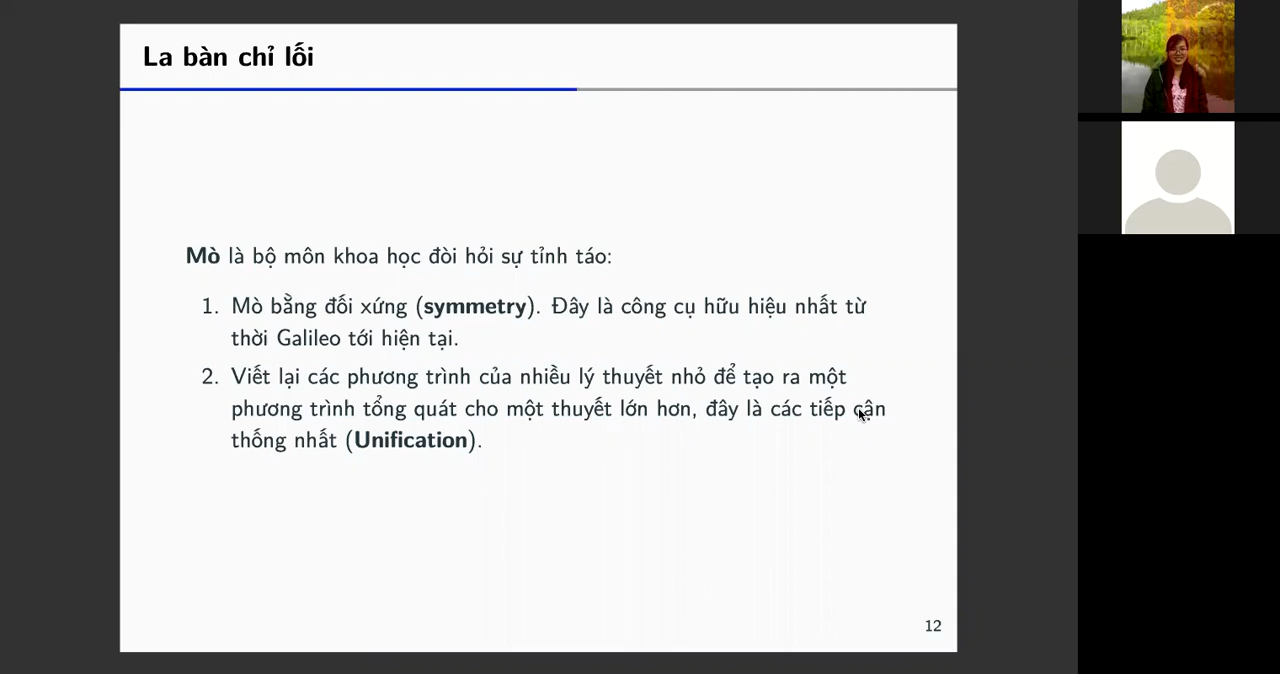 La bàn chỉ lối
Mò là bộ môn khoa học đòi hỏi sự tỉnh táo:
1. Mò bằng đối xứng (symmetry). Đây là công cụ hữu hiệu nhất từ
thời Galileo tới hiện tại.
2. Viết lại các phương trình của nhiều lý thuyết nhỏ để tạo ra một
phương trình tổng quát cho một thuyết lớn hơn, đây là các tiếp cận
thống nhất (Unification).
12